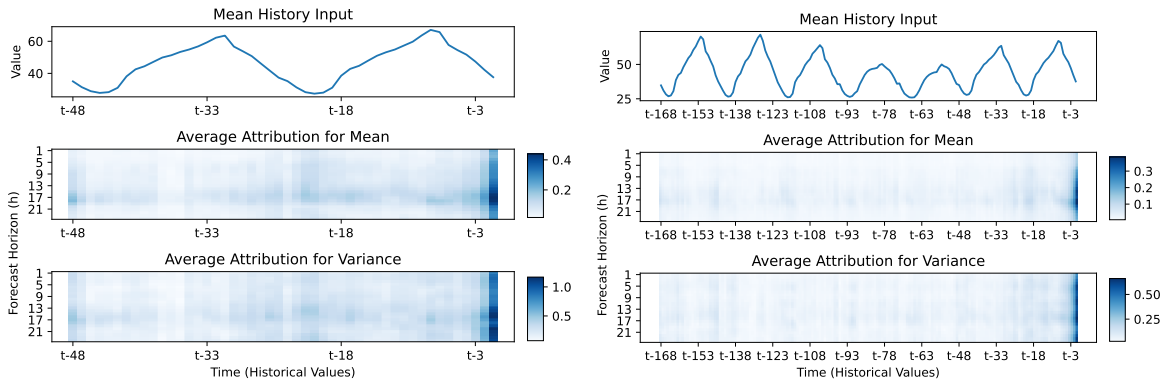 Mean History Input
Value
60
40
t-48 t-33 t-18 t-3
Average Attribution for Mean
1
5
9
13
17
21
0.4
0.2
t-48 t-33 t-18 t-3
Average Attribution for Variance
1
5
9
13
17
21
1.0
0.5
t-48 t-33 t-18 t-3
Forecast Horizon (h)
Time (Historical Values)
Mean History Input
Value
50
25
t-168 t-153 t-138 t-123 t-108 t-93 t-78 t-63 t-48 t-33 t-18 t-3
Average Attribution for Mean
1
5
9
13
17
21
0.3
0.1
t-168 t-153 t-138 t-123 t-108 t-93 t-78 t-63 t-48 t-33 t-18 t-3
Average Attribution for Variance
1
5
9
13
17
21
0.50
0.25
t-168 t-153 t-138 t-123 t-108 t-93 t-78 t-63 t-48 t-33 t-18 t-3
Forecast Horizon (h)
Time (Historical Values)